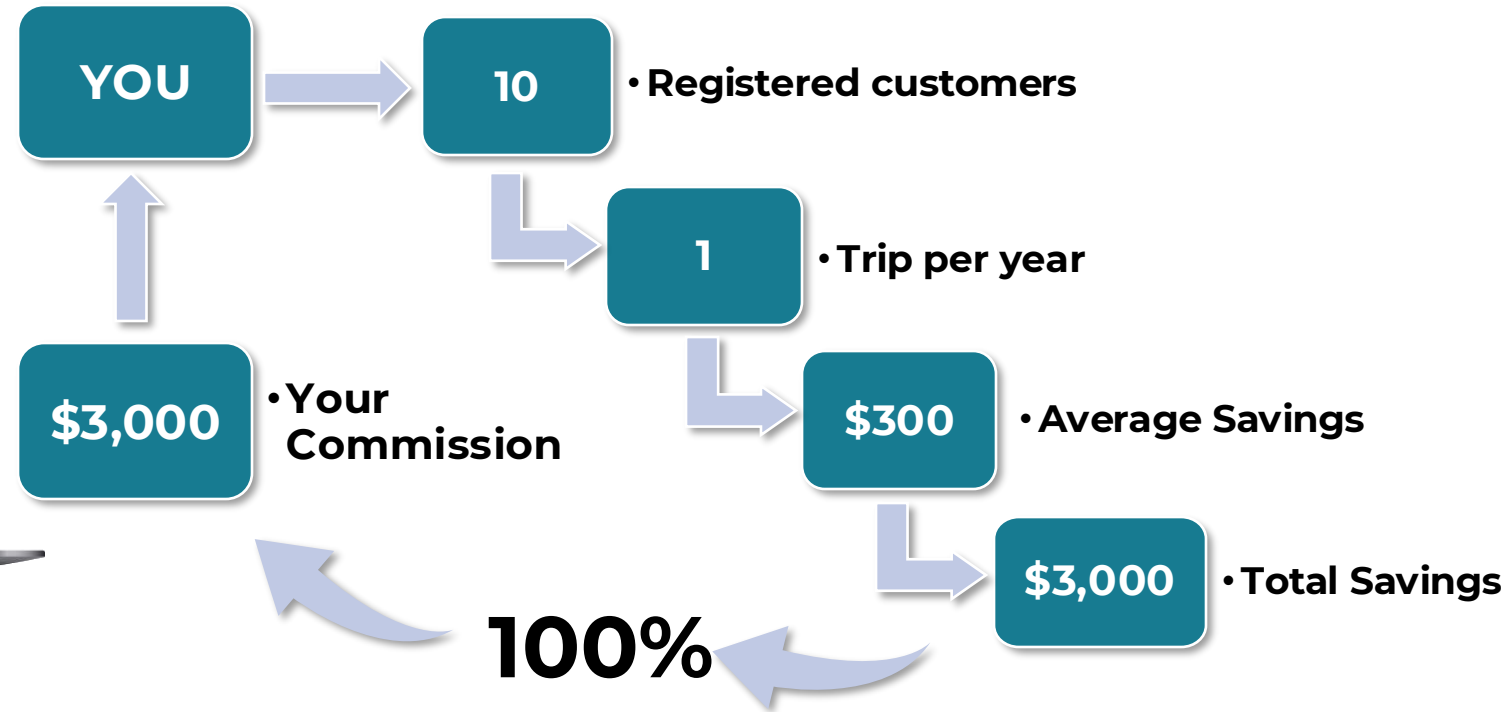 YOU
10
• Registered customers
1
• Trip per year
$300
• Average Savings
$3,000
• Total Savings
100%
$3,000
• Your
Commission